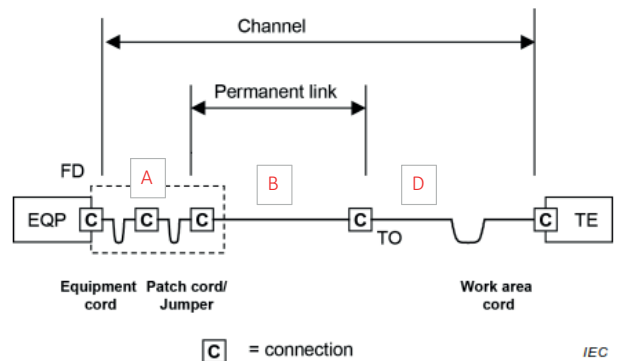 Channel
Permanent link
FD
A
B
D
EQP
C
C
C
C
C
TE
TO
Equipment
cord
Patch cord/
Jumper
Work area
cord
C = connection
IEC